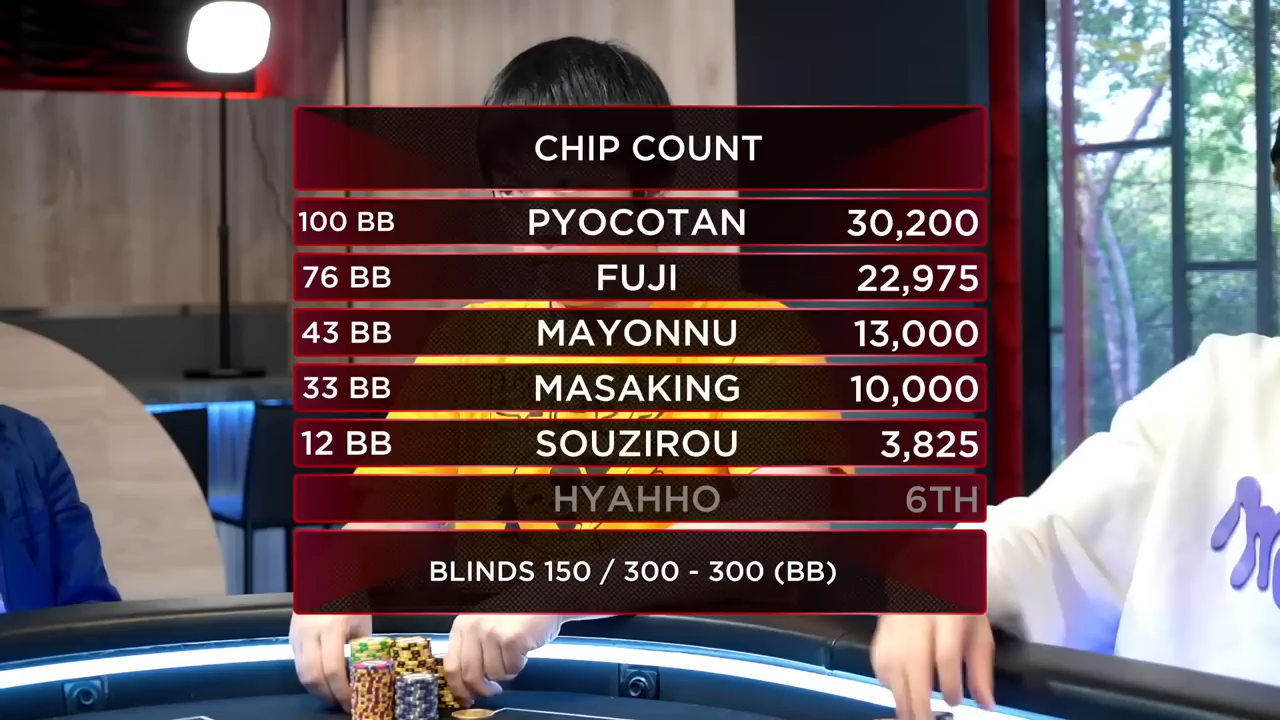 CHIP COUNT
100 BB PYOCOTAN 30,200
76 BB FUJI 22,975
43 BB MAYONNU 13,000
33 BB MASAKING 10,000
12 BB SOUZIROU 3,825
HYAHHO 6TH
BLINDS 150 / 300 - 300 (BB)